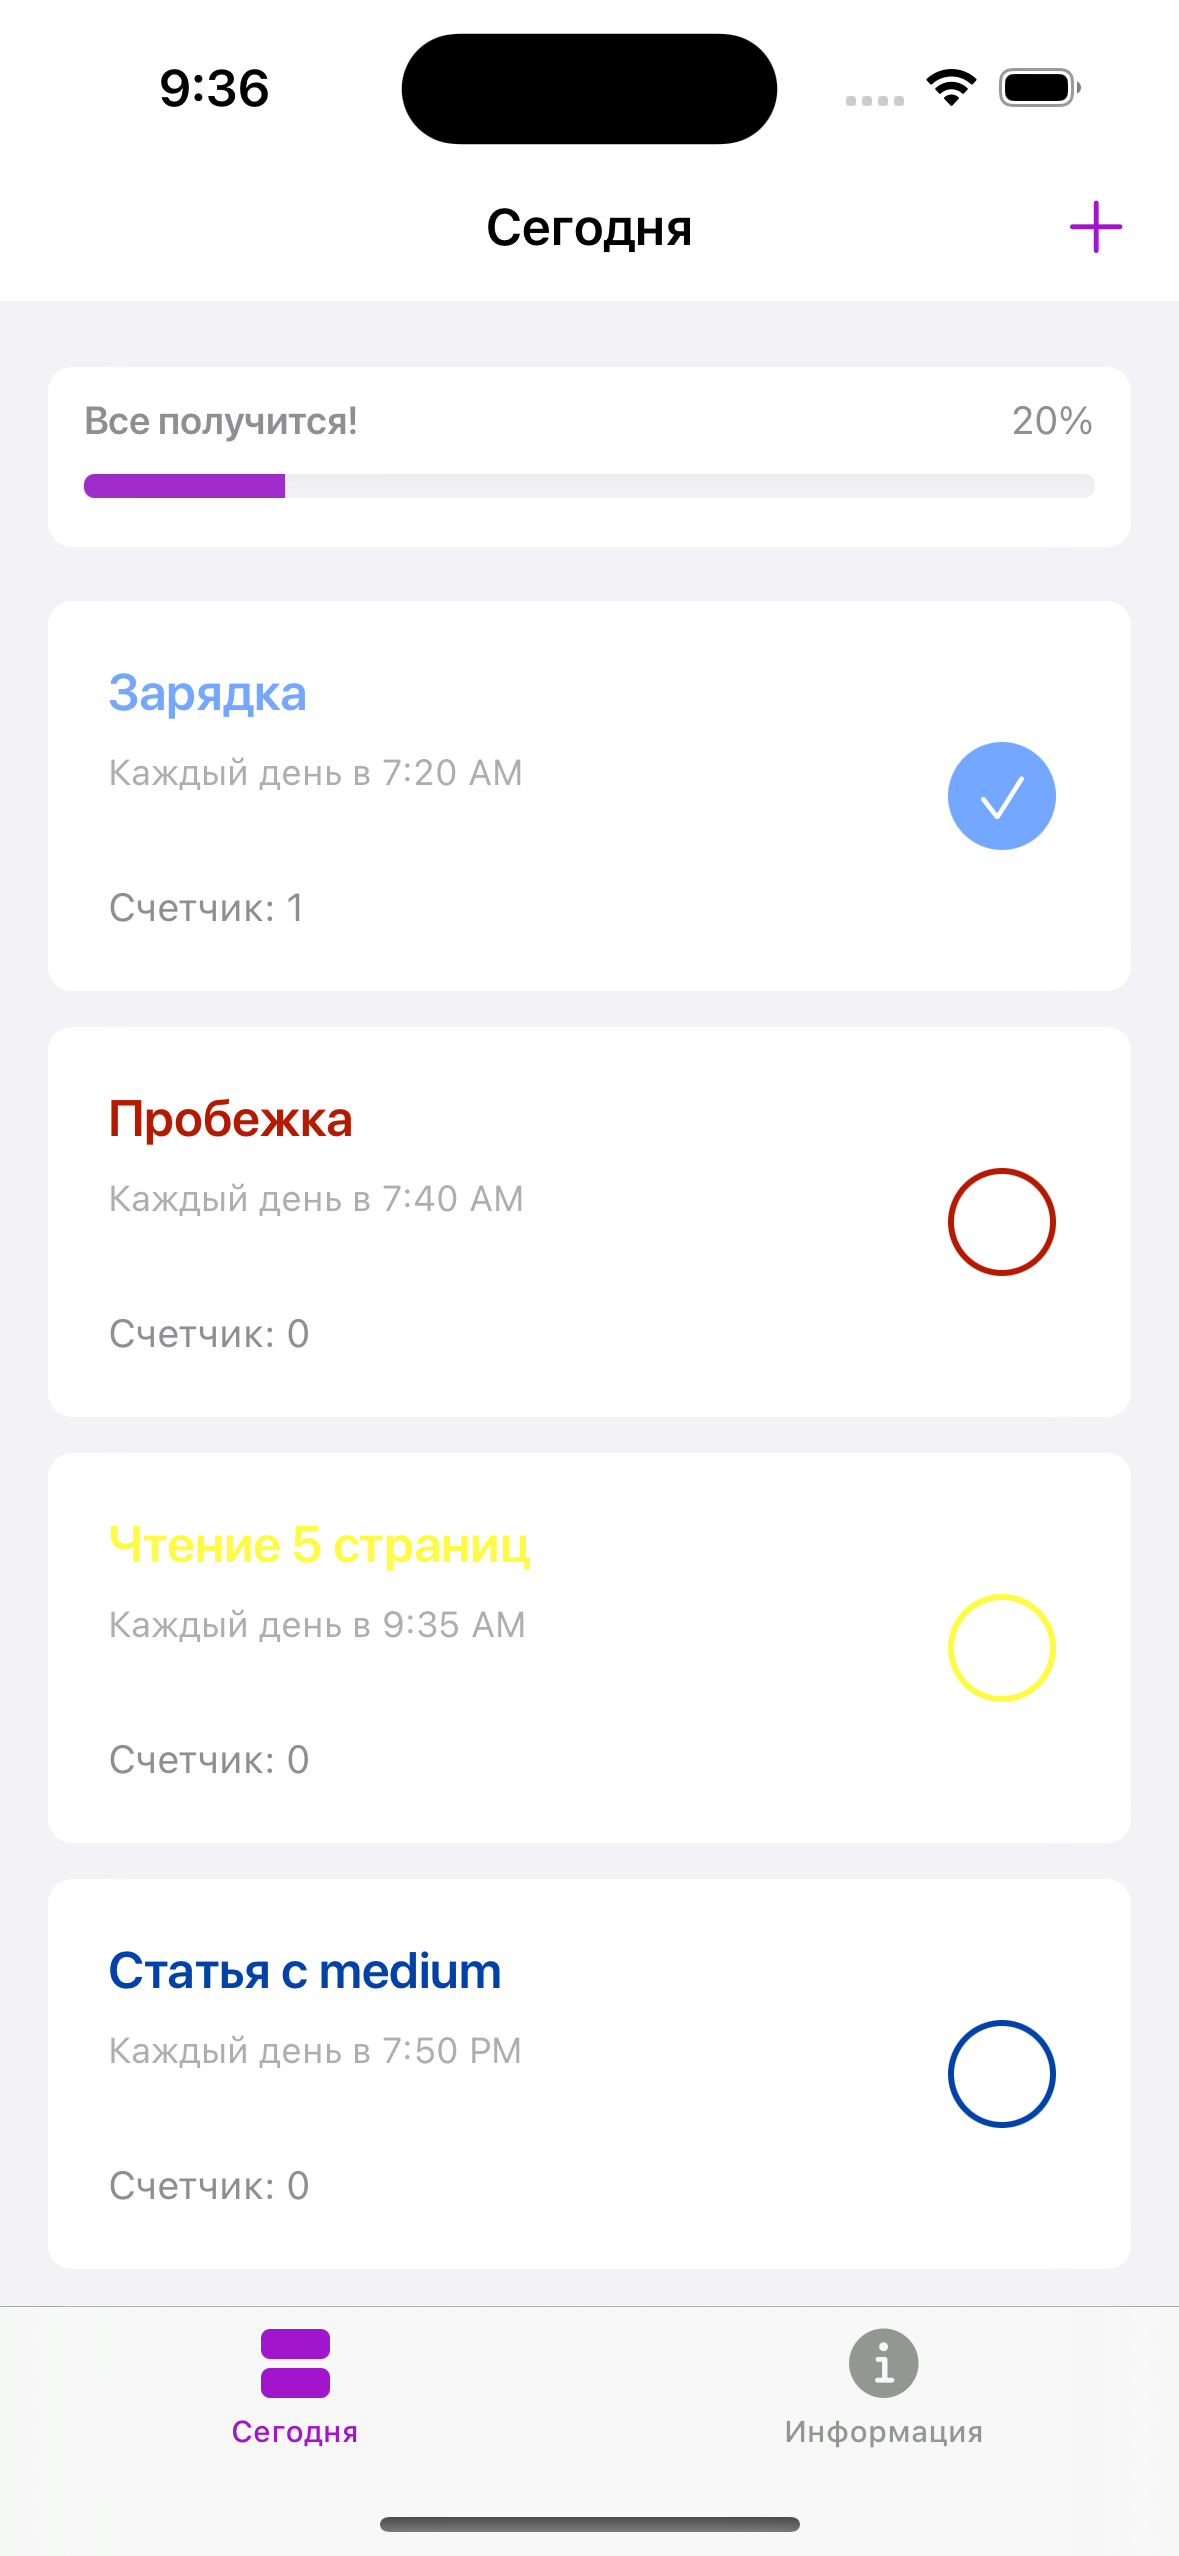 9:36
Сегодня
Все получится!
20%
Зарядка
Каждый день в 7:20 AM
Счетчик: 1
Пробежка
Каждый день в 7:40 AM
Счетчик: 0
Чтение 5 страниц
Каждый день в 9:35 AM
Счетчик: 0
Статья с medium
Каждый день в 7:50 PM
Счетчик: 0
Сегодня
Информация